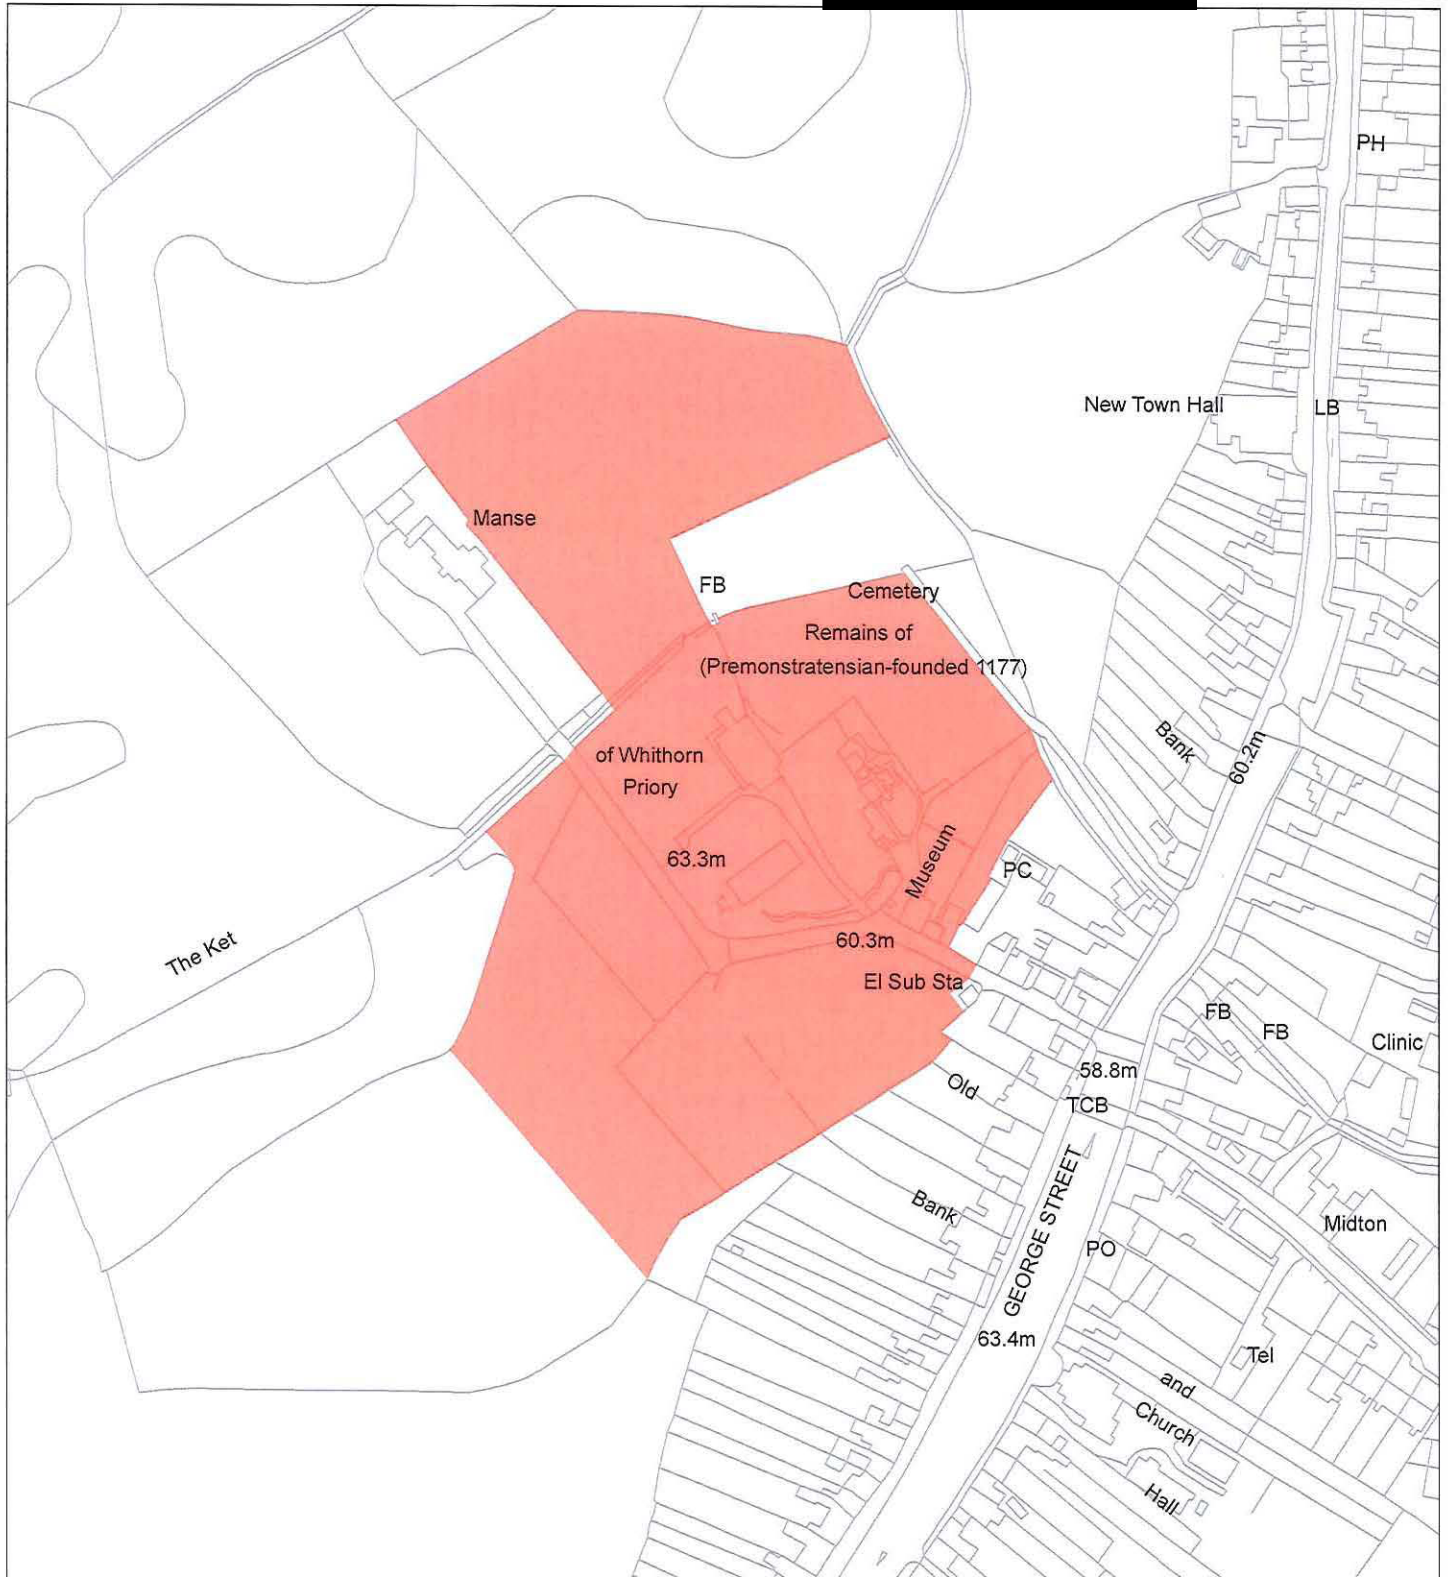 PH
New Town Hall
LB
Manse
FB
Cemetery
Remains of
(Premonstratensian-founded 1177)
of Whithorn
Priory
Bank
60.2m
63.3m
Museum
PC
60.3m
The Ket
El Sub Sta
FB
FB
Clinic
58.8m
Old
TCB
Bank
GEORGE STREET
PO
Midton
63.4m
Tel
and
Church
Hall